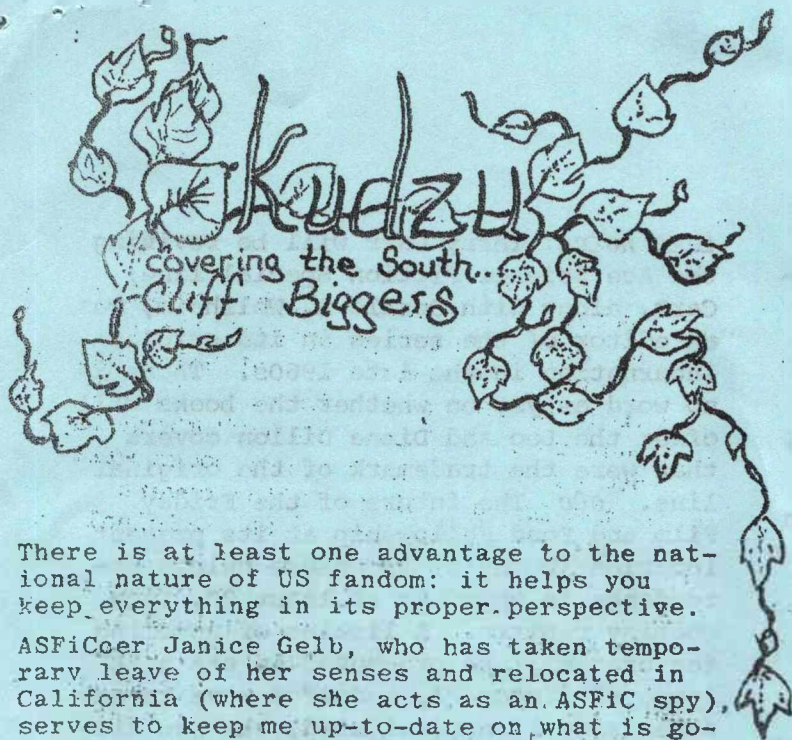 Kudzu
covering the South..
Cliff Biggers
There is at least one advantage to the nat-
ional nature of US fandom: it helps you
keep everything in its proper perspective.
ASFiCoer Janice Gelb, who has taken tempo-
rary leave of her senses and relocated in
California (where she acts as an ASFiC spy),
serves to keep me up-to-date on what is go-